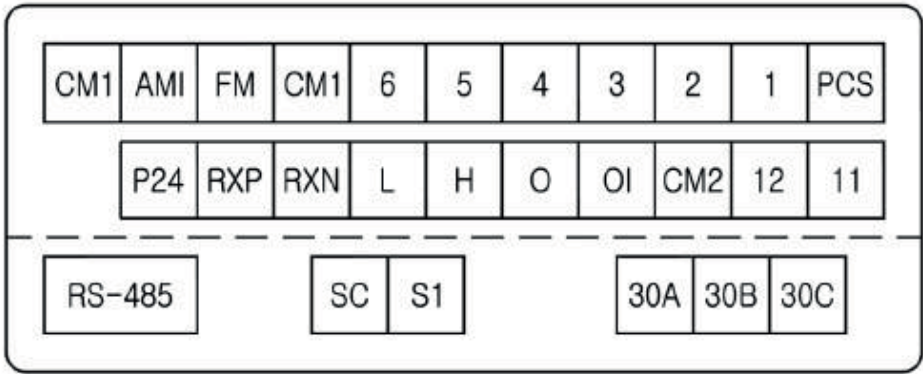 CM1 AMI FM CM1 6 5 4 3 2 1 PCS
P24 RXP RXN L H O OI CM2 12 11
RS-485 SC S1 30A 30B 30C